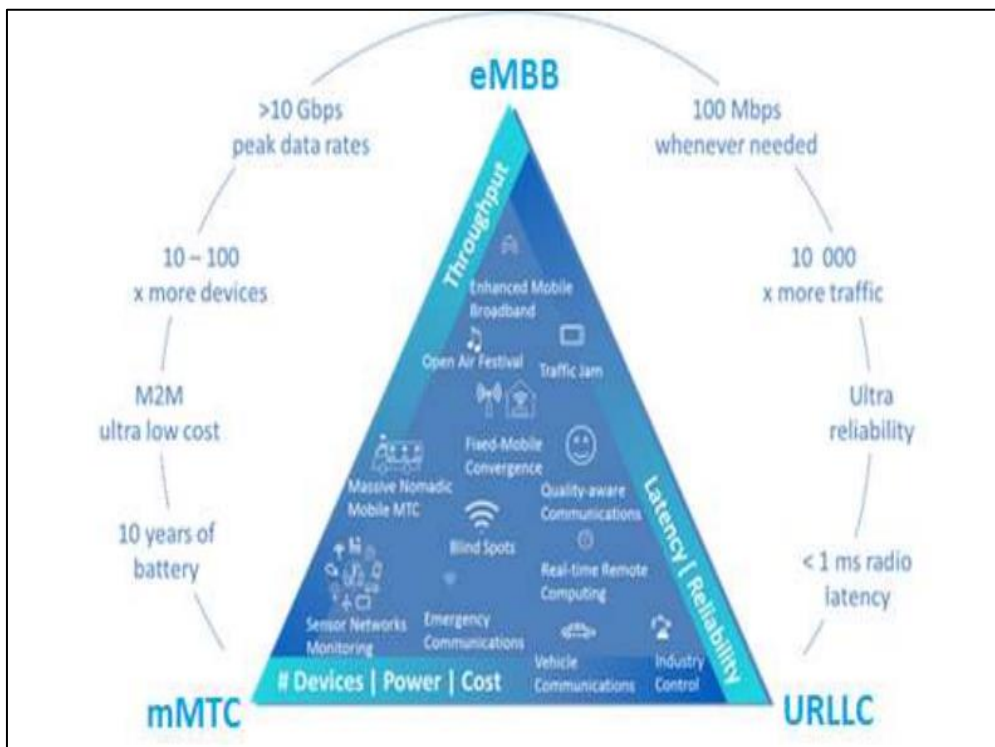 eMBB
>10 Gbps
peak data rates
100 Mbps
whenever needed
10 – 100
x more devices
10 000
x more traffic
M2M
ultra low cost
Ultra
reliability
10 years of
battery
< 1 ms radio
latency
Throughput
Enhanced Mobile
Broadband
Open Air Festival
Traffic Jam
Fixed-Mobile
Convergence
Massive Nomadic
Mobile MTC
Quality-aware
Communications
Blind Spots
Real-time Remote
Computing
Sensor Networks
Monitoring
Emergency
Communications
Vehicle
Communications
Industry
Control
Latency | Reliability
# Devices | Power | Cost
mMTC
URLLC